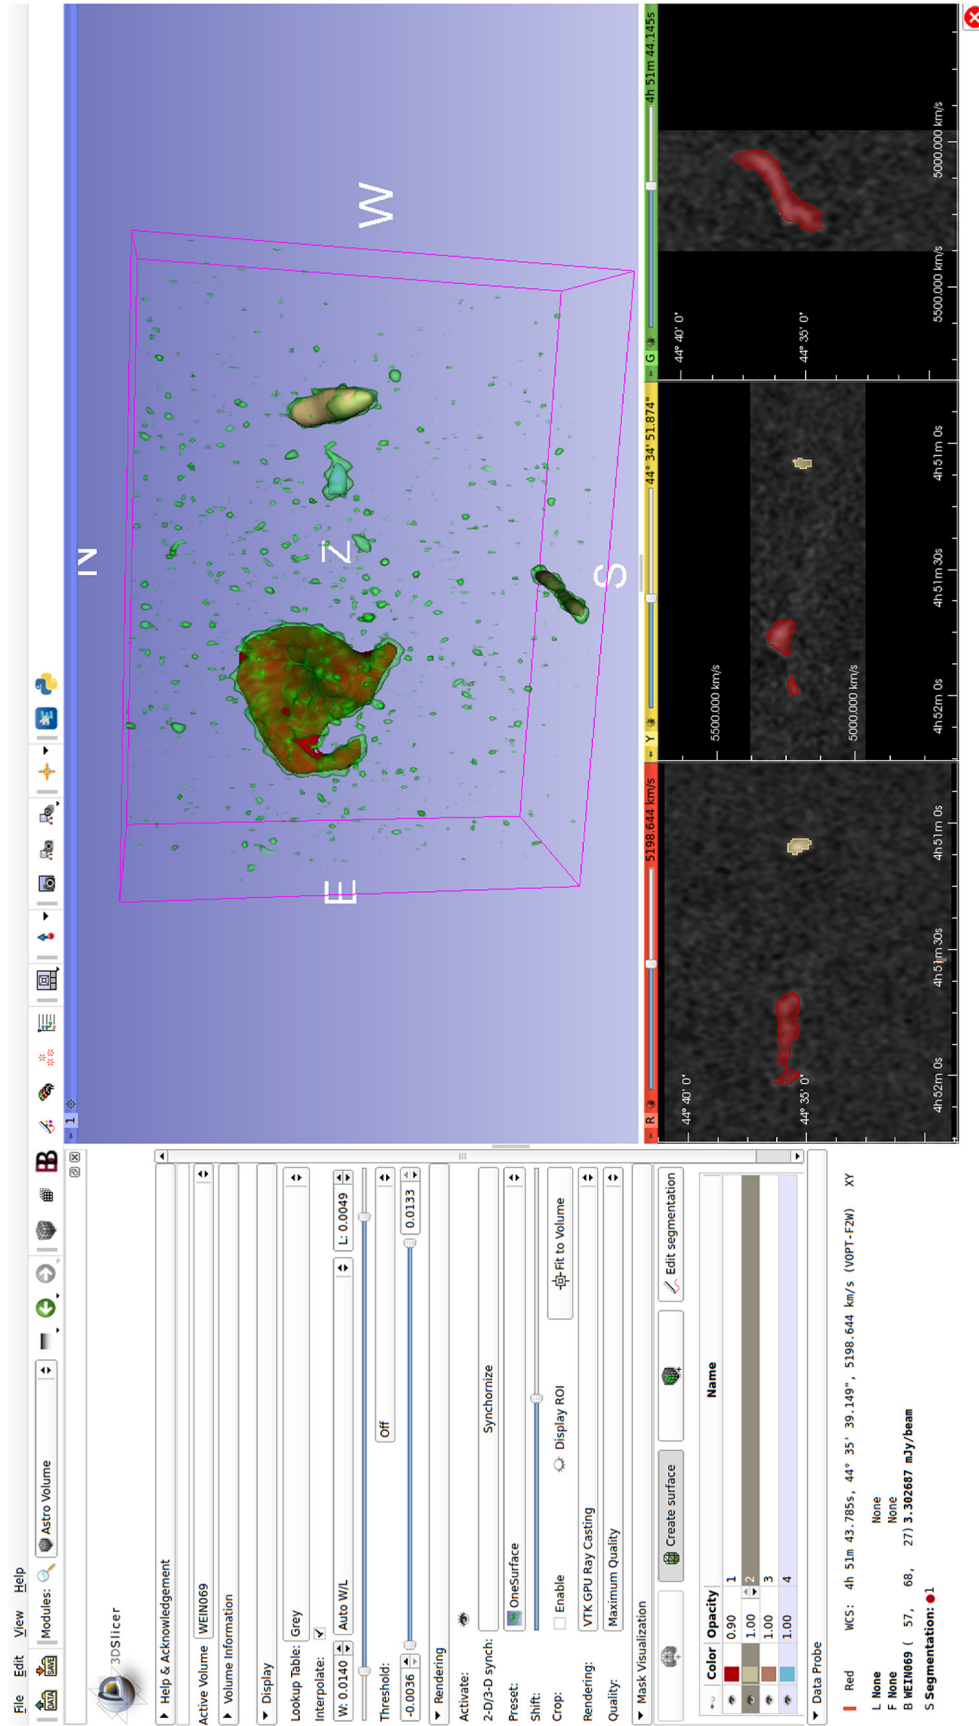 File Edit View Help
DATA SAVE Modules: Astro Volume
3DSlicer
Help & Acknowledgement
Active Volume WEIN069
Volume Information
Display
Lookup Table: Grey
Interpolate:
W: 0.0140 Auto W/L L: 0.0049
Threshold: Off
-0.0036 0.0133
Rendering
Activate:
2-D/3-D synch: Synchornize
Preset: OneSurface
Shift:
Crop: Enable Display ROI Fit to Volume
Rendering: VTK GPU Ray Casting
Quality: Maximum Quality
Mask Visualization
Create surface Edit segmentation
Color Opacity Name
0.90 1
1.00 2
1.00 3
1.00 4
Data Probe
Red WCS: 4h 51m 43.785s, 44° 35' 39.149", 5198.644 km/s (VOPT-F2W) XY
L None None
F None None
B WEIN069 ( 57, 68, 27) 3.302687 mJy/beam
S Segmentation: 1
1
N
E
Z
W
S
R 5198.644 km/s
44° 40' 0"
44° 35' 0"
4h 52m 0s 4h 51m 30s 4h 51m 0s
Y 44° 34' 51.874"
5500.000 km/s
5000.000 km/s
4h 52m 0s 4h 51m 30s 4h 51m 0s
G 4h 51m 44.145s
44° 40' 0"
44° 35' 0"
5500.000 km/s 5000.000 km/s